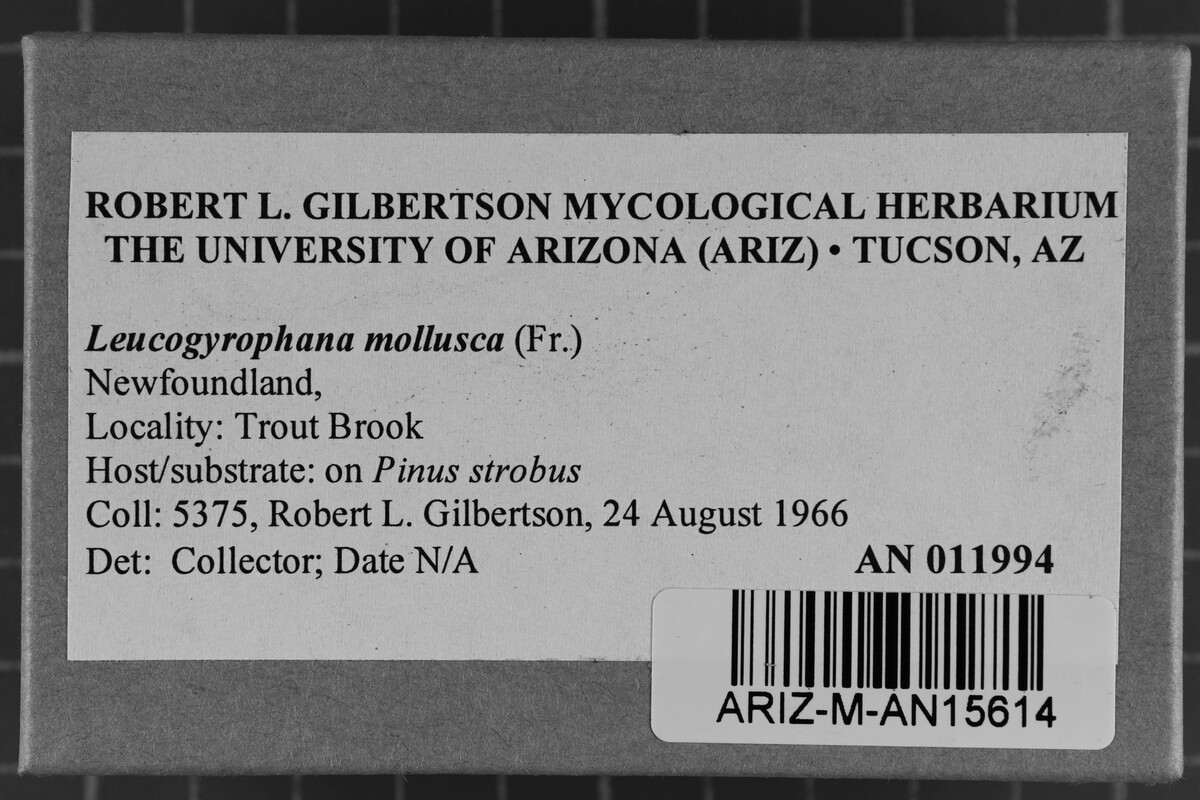 ROBERT L. GILBERTSON MYCOLOGICAL HERBARIUM
THE UNIVERSITY OF ARIZONA (ARIZ) • TUCSON, AZ
Leucogyrophana mollusca (Fr.)
Newfoundland,
Locality: Trout Brook
Host/substrate: on Pinus strobus
Coll: 5375, Robert L. Gilbertson, 24 August 1966
Det: Collector; Date N/A
AN 011994
ARIZ-M-AN15614